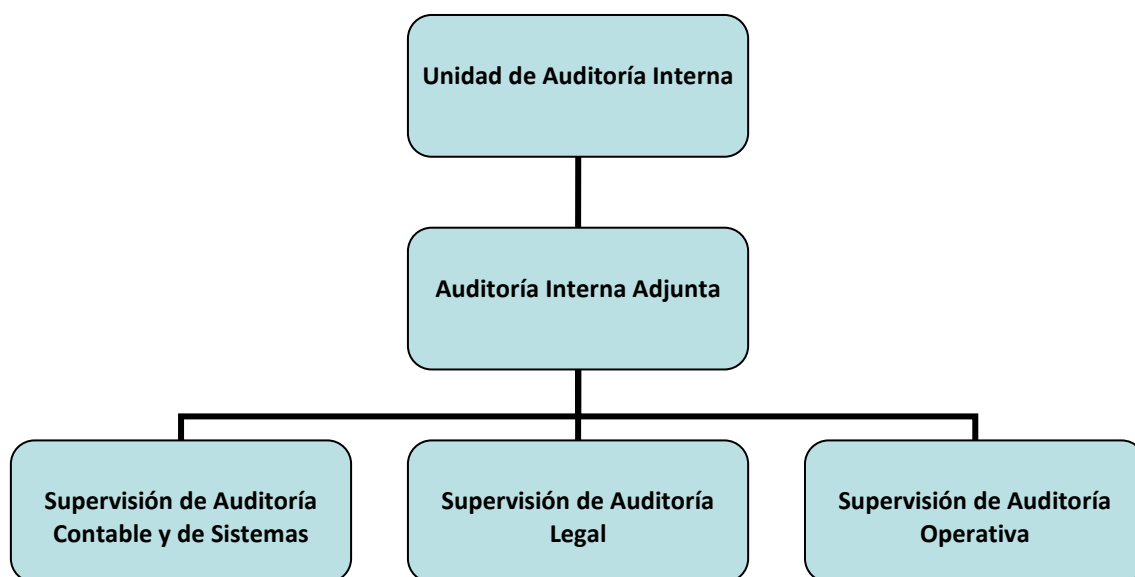 Unidad de Auditoría Interna
Auditoría Interna Adjunta
Supervisión de Auditoría
Contable y de Sistemas
Supervisión de Auditoría
Legal
Supervisión de Auditoría
Operativa